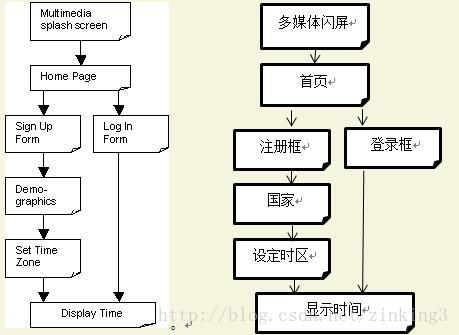 Multimedia
splash screen
Home Page
Sign Up
Form
Log In
Form
Demo-
graphics
Set Time
Zone
Display Time
。
多媒体闪屏
首页
注册框
登录框
国家
设定时区
显示时间
http://blog.csdn.net/zinking3